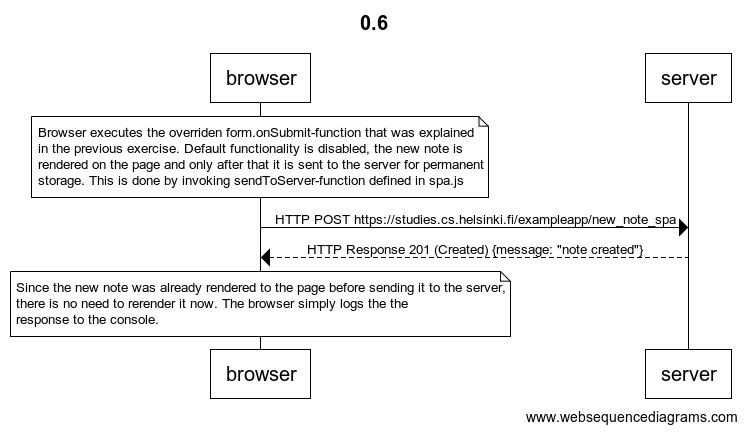 0.6
browser
server
Browser executes the overriden form.onSubmit-function that was explained
in the previous exercise. Default functionality is disabled, the new note is
rendered on the page and only after that it is sent to the server for permanent
storage. This is done by invoking sendToServer-function defined in spa.js
HTTP POST https://studies.cs.helsinki.fi/exampleapp/new_note_spa
HTTP Response 201 (Created) {message: "note created"}
Since the new note was already rendered to the page before sending it to the server,
there is no need to rerender it now. The browser simply logs the the
response to the console.
browser
server
www.websequencediagrams.com